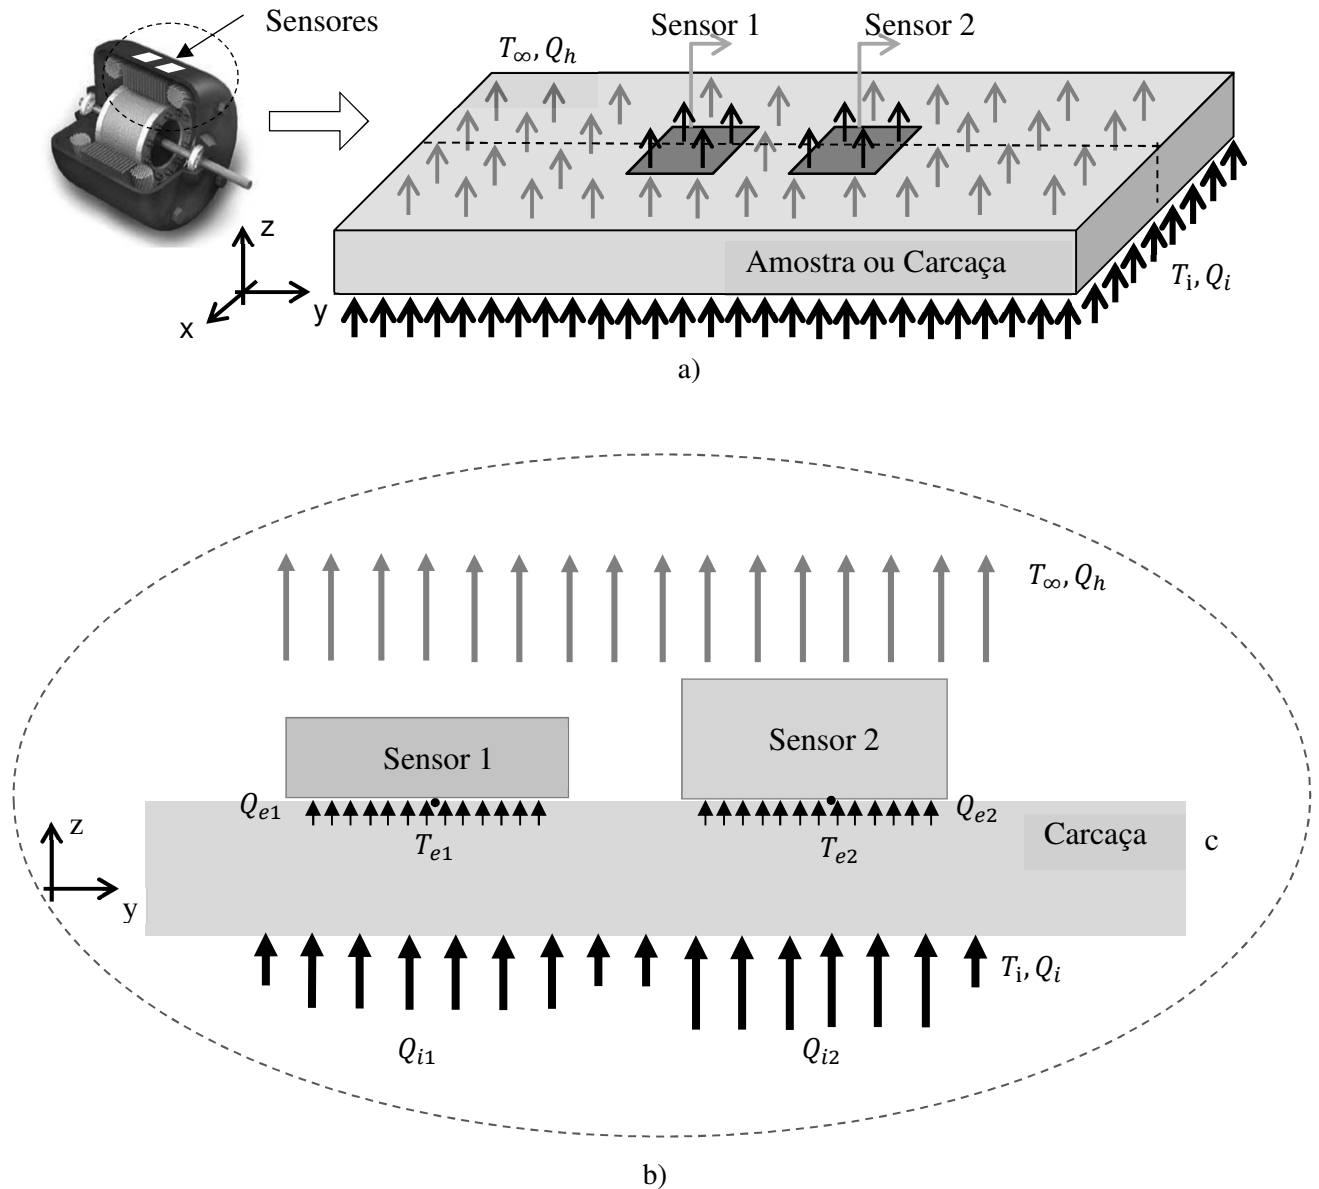 Sensores
Sensor 1
Sensor 2
T∞, Qh
z
x
y
Amostra ou Carcaça
Ti, Qi
a)
T∞, Qh
Sensor 1
Sensor 2
Qe1
Te1
Te2
Qe2
Carcaça
c
z
y
Ti, Qi
Qi1
Qi2
b)